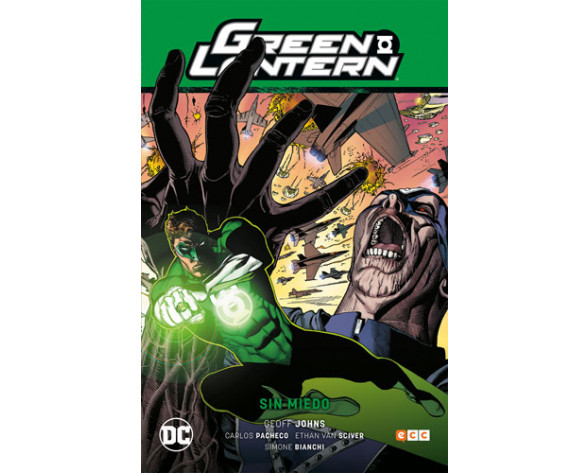 GREEN
LANTERN
SIN MIEDO
GEOFF JOHNS
CARLOS PACHECO ETHAN VAN SCIVER
SIMONE BIANCHI
DC
ecc